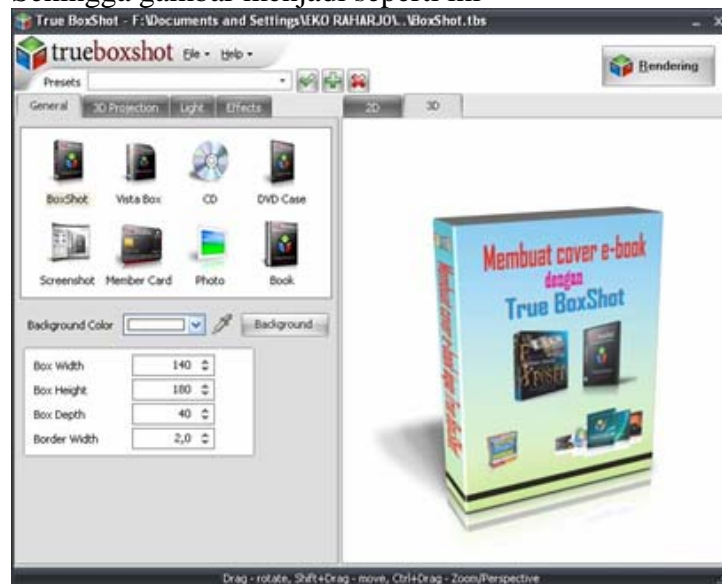 Sehingga gambar menjadi seperti ini
True BoxShot - F:\Documents and Settings\EKO RAHARJO\..\BoxShot.tbs
trueboxshot File Help
Presets
Rendering
General 3D Projection Light Effects
2D 3D
BoxShot Vista Box CD DVD Case
Screenshot Member Card Photo Book
Background Color Background
Box Width 140
Box Height 180
Box Depth 40
Border Width 2,0
Membuat cover e-book
dengan
True BoxShot
Drag - rotate, Shift+Drag - move, Ctrl+Drag - Zoom/Perspective